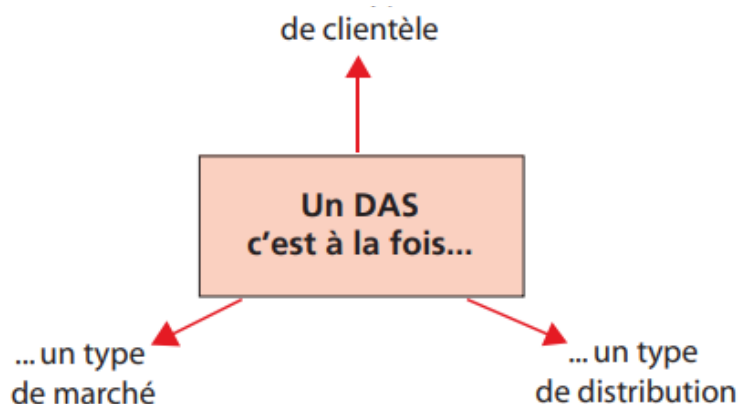 de clientèle
Un DAS
c'est à la fois...
... un type
de marché
... un type
de distribution